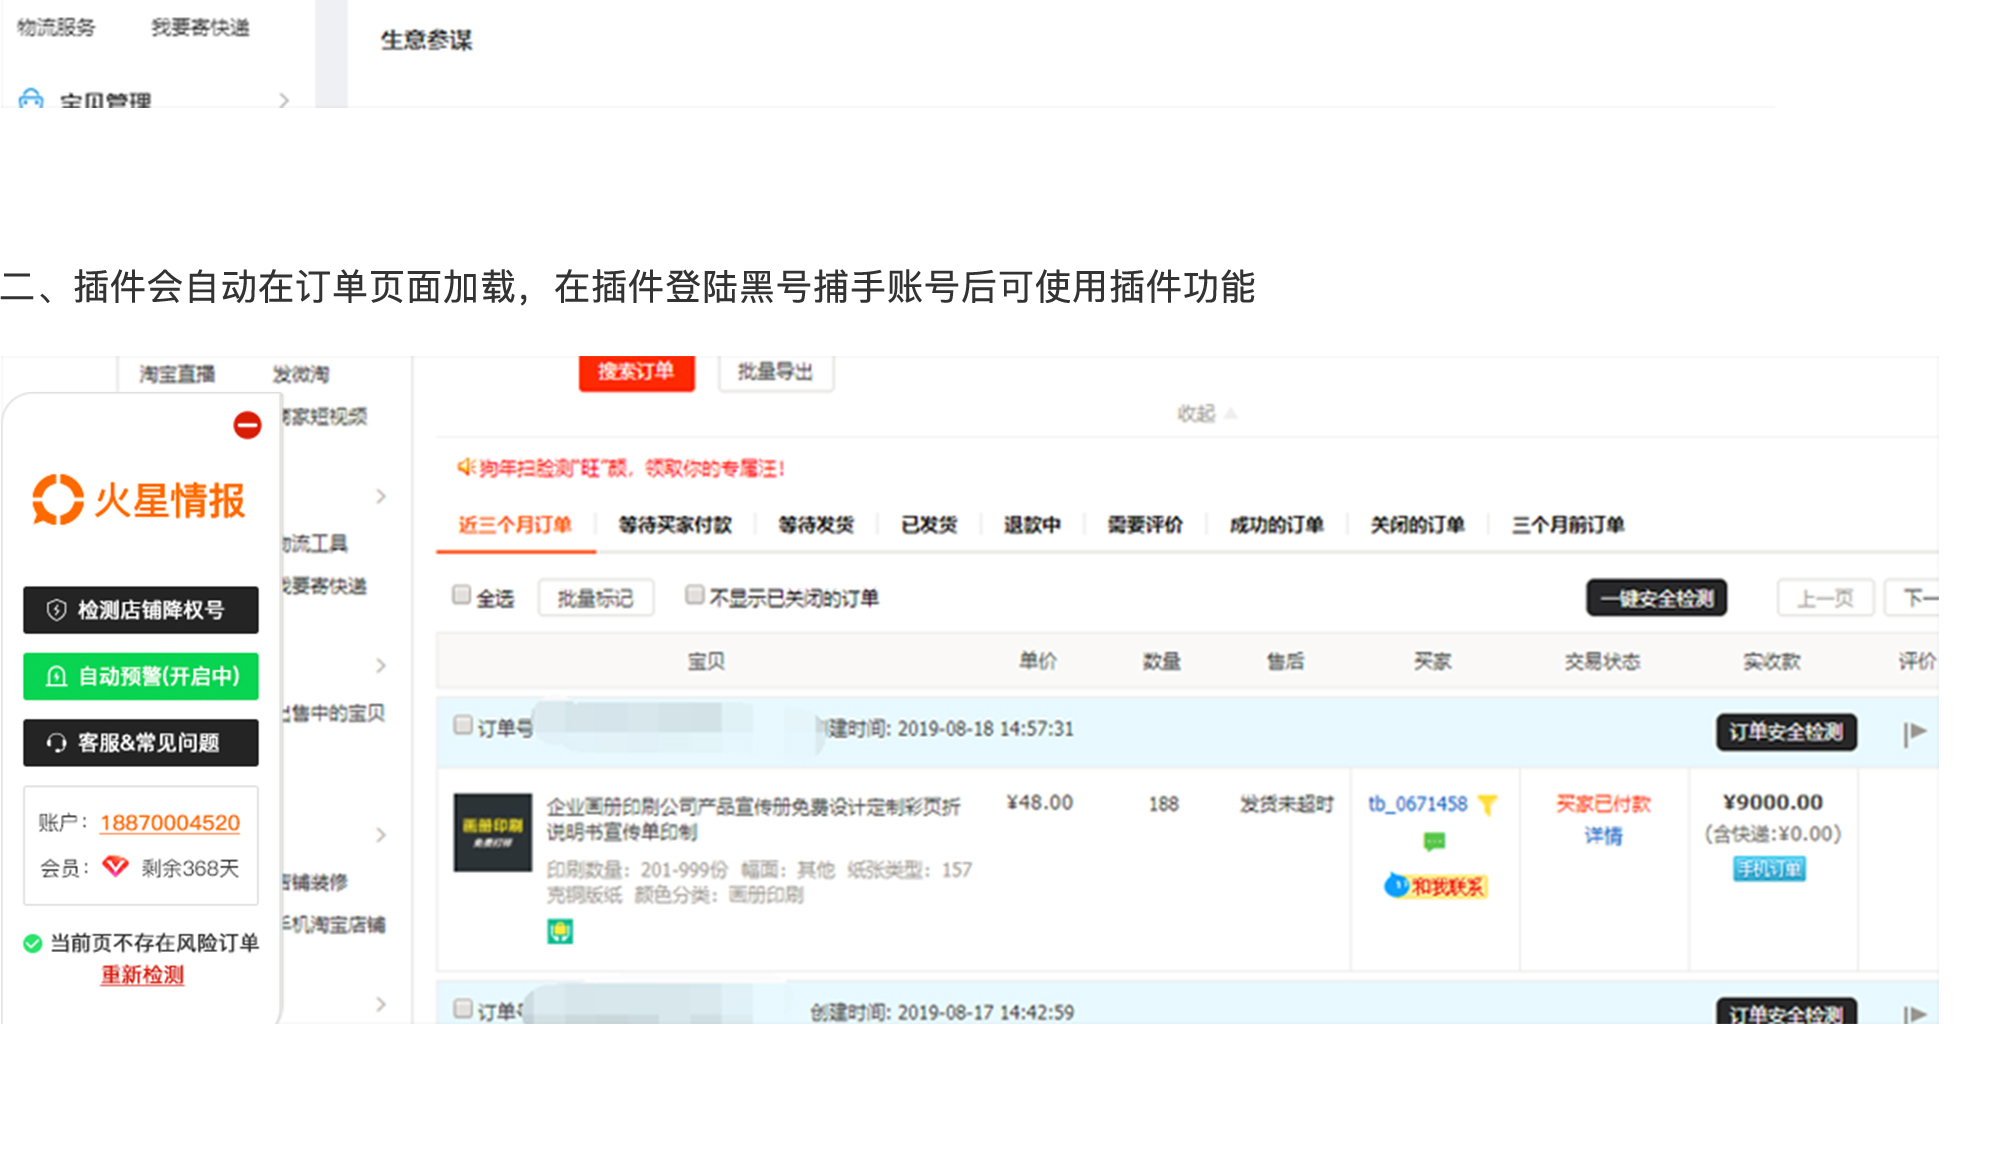 物流服务 我要寄快递
生意参谋
宝贝管理
二、插件会自动在订单页面加载，在插件登陆黑号捕手账号后可使用插件功能
淘宝直播 发微淘
搜索订单 批量导出
家短视频
收起
火星情报
狗年扫脸测“旺”颜，领取你的专属汪！
近三个月订单 等待买家付款 等待发货 已发货 退款中 需要评价 成功的订单 关闭的订单 三个月前订单
流工具
我要寄快递
检测店铺降权号
全选 批量标记 不显示已关闭的订单 一键安全检测 上一页 下一
自动预警(开启中)
宝贝 单价 数量 售后 买家 交易状态 实收款 评价
出售中的宝贝
客服&常见问题
订单号 建时间: 2019-08-18 14:57:31 订单安全检测
账户：18870004520
会员： 剩余368天
画册印刷
企业画册印刷公司产品宣传册免费设计定制彩页折
说明书宣传单印制
¥48.00 188 发货未超时 tb_0671458 买家已付款 ¥9000.00
详情 (含快递:¥0.00)
印刷数量：201-999份 幅面：其他 纸张类型：157
克铜版纸 颜色分类：画册印刷
和我联系 手机订单
铺装修
手机淘宝店铺
当前页不存在风险订单
重新检测
订单 创建时间: 2019-08-17 14:42:59 订单安全检测